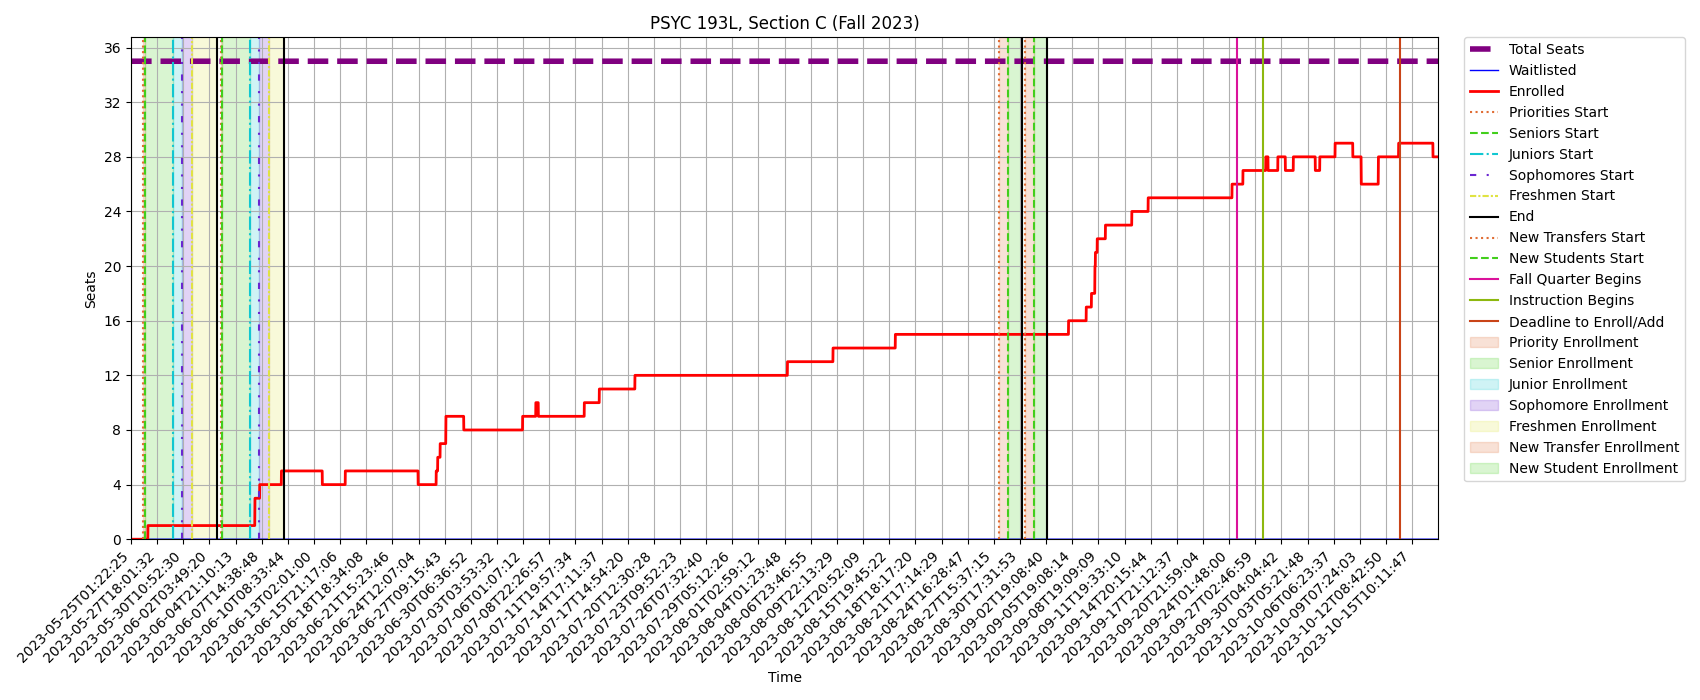 PSYC 193L, Section C (Fall 2023)
Seats
36
32
28
24
20
16
12
8
4
0
2023-05-25T01:22:25
2023-05-27T18:01:32
2023-05-30T10:52:30
2023-06-02T03:49:20
2023-06-04T21:10:13
2023-06-07T14:38:48
2023-06-10T08:33:44
2023-06-13T02:01:00
2023-06-15T21:17:06
2023-06-18T18:34:08
2023-06-21T15:23:46
2023-06-24T12:07:04
2023-06-27T09:15:43
2023-06-30T06:36:52
2023-07-03T03:53:32
2023-07-06T01:07:12
2023-07-08T22:26:57
2023-07-11T19:57:34
2023-07-14T17:11:37
2023-07-17T14:54:20
2023-07-20T12:30:28
2023-07-23T09:52:23
2023-07-26T07:32:40
2023-07-29T05:12:26
2023-08-01T02:59:12
2023-08-04T01:23:48
2023-08-06T23:46:55
2023-08-09T22:13:29
2023-08-12T20:52:09
2023-08-15T19:45:22
2023-08-18T18:17:20
2023-08-21T17:14:29
2023-08-24T16:28:47
2023-08-27T15:37:15
2023-08-30T17:31:53
2023-09-02T19:08:40
2023-09-05T19:08:14
2023-09-08T19:09:09
2023-09-11T19:33:10
2023-09-14T20:15:44
2023-09-17T21:12:37
2023-09-20T21:59:04
2023-09-24T01:48:00
2023-09-27T02:46:59
2023-09-30T04:04:42
2023-10-03T05:21:48
2023-10-06T06:23:37
2023-10-09T07:24:03
2023-10-12T08:42:50
2023-10-15T10:11:47
Time
Total Seats
Waitlisted
Enrolled
Priorities Start
Seniors Start
Juniors Start
Sophomores Start
Freshmen Start
End
New Transfers Start
New Students Start
Fall Quarter Begins
Instruction Begins
Deadline to Enroll/Add
Priority Enrollment
Senior Enrollment
Junior Enrollment
Sophomore Enrollment
Freshmen Enrollment
New Transfer Enrollment
New Student Enrollment